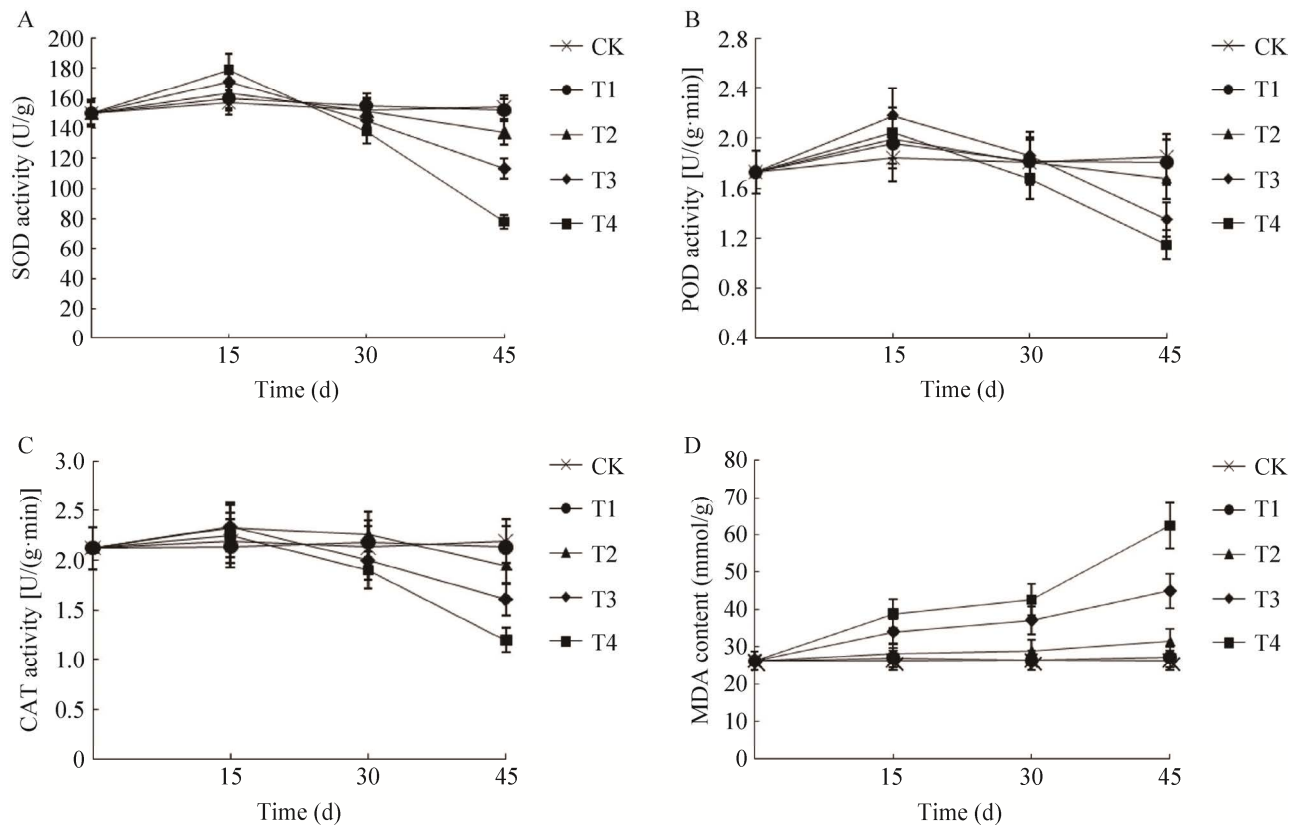 A
SOD activity (U/g)
200
180
160
140
120
100
80
60
40
20
0
15
30
45
Time (d)
CK
T1
T2
T3
T4
B
POD activity [U/(g·min)]
2.8
2.4
2.0
1.6
1.2
0.8
0.4
15
30
45
Time (d)
CK
T1
T2
T3
T4
C
CAT activity [U/(g·min)]
3.0
2.5
2.0
1.5
1.0
0.5
0
15
30
45
Time (d)
CK
T1
T2
T3
T4
D
MDA content (mmol/g)
80
70
60
50
40
30
20
10
0
15
30
45
Time (d)
CK
T1
T2
T3
T4